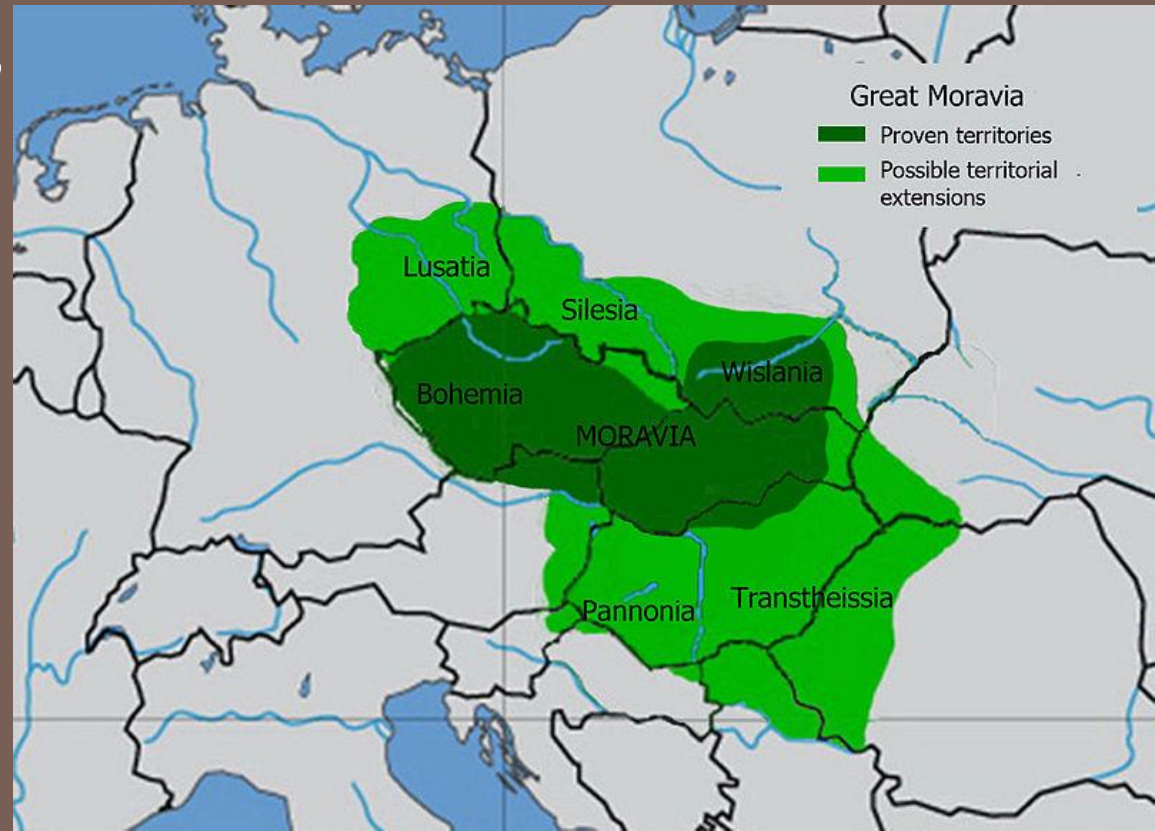 Great Moravia
Proven territories
Possible territorial
extensions
Lusatia
Silesia
Wislania
Bohemia
MORAVIA
Pannonia
Transtheissia